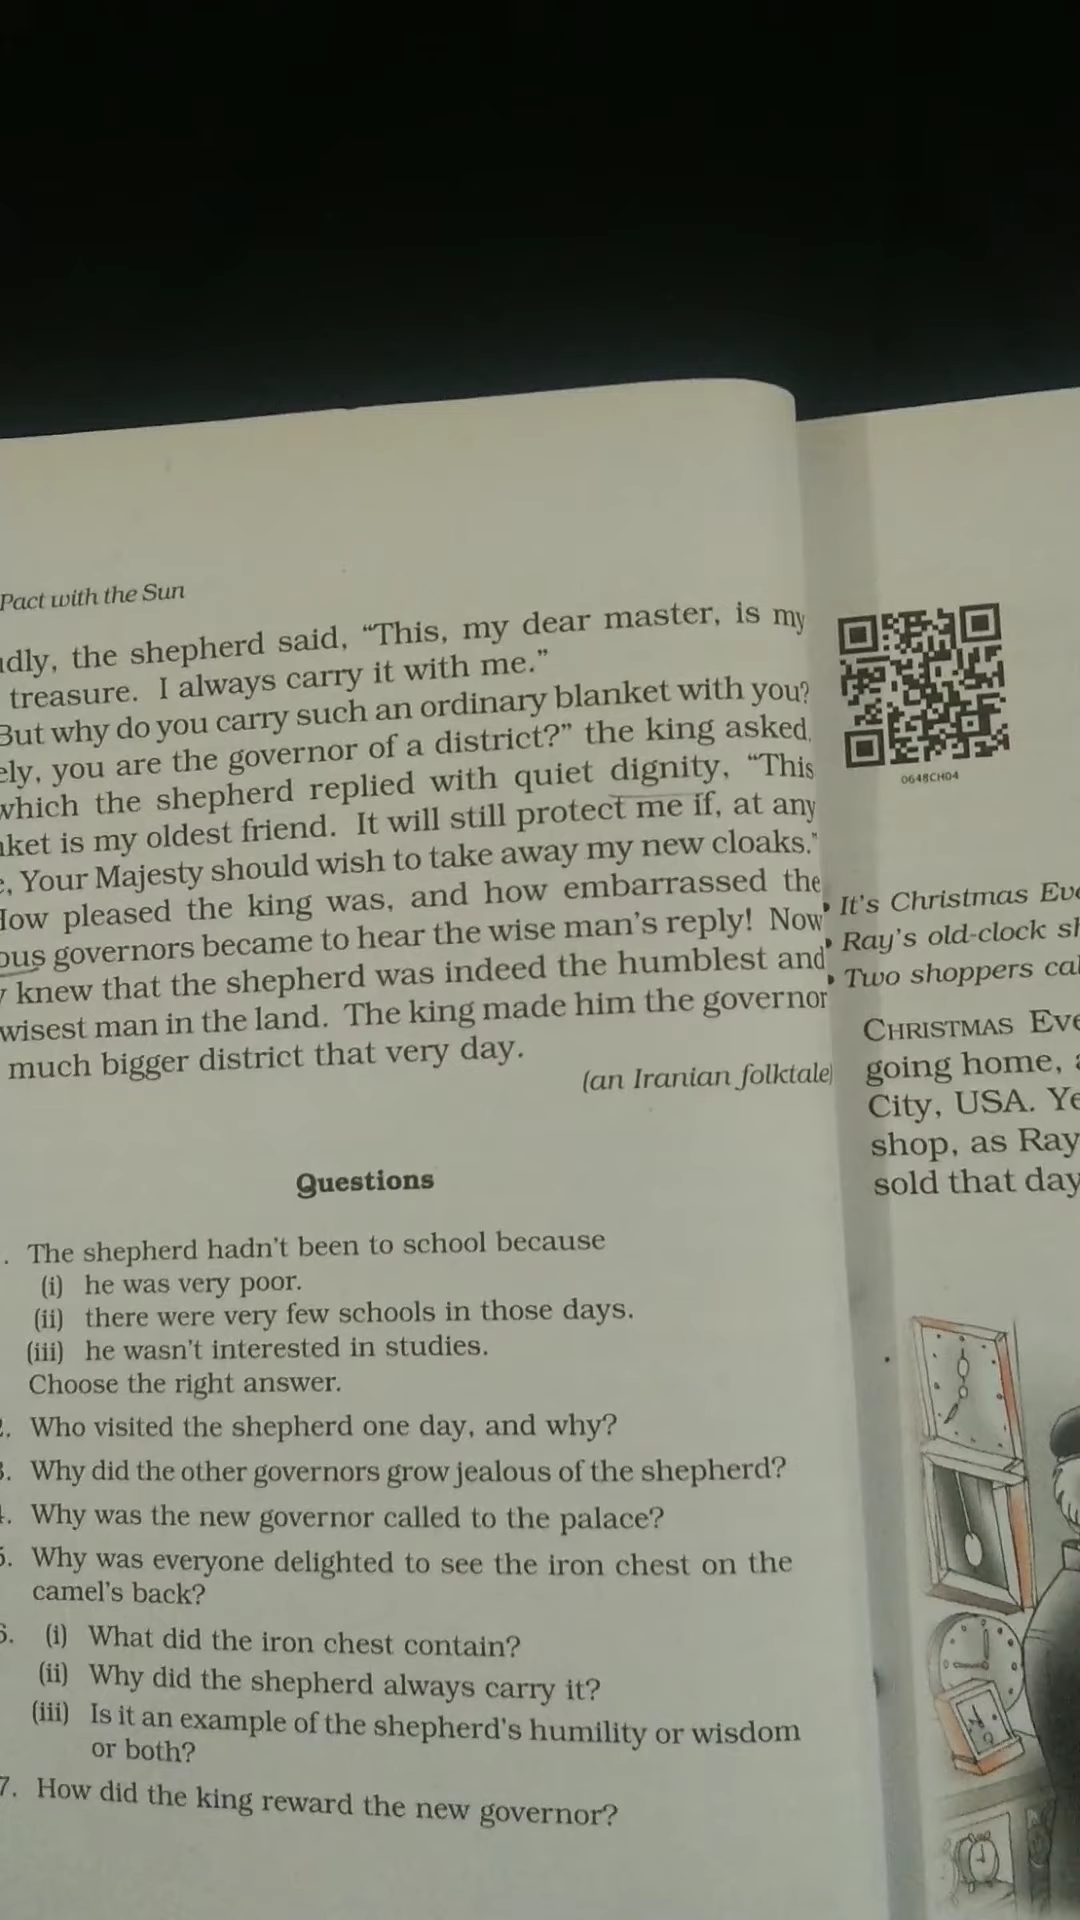 Pact with the Sun
dly, the shepherd said, “This, my dear master, is my
treasure. I always carry it with me.”
But why do you carry such an ordinary blanket with you?
ely, you are the governor of a district?” the king asked.
which the shepherd replied with quiet dignity, “This
ket is my oldest friend. It will still protect me if, at any
e, Your Majesty should wish to take away my new cloaks.”
How pleased the king was, and how embarrassed the
ous governors became to hear the wise man’s reply! Now
y knew that the shepherd was indeed the humblest and
wisest man in the land. The king made him the governor
much bigger district that very day.
(an Iranian folktale)
Questions
. The shepherd hadn’t been to school because
(i) he was very poor.
(ii) there were very few schools in those days.
(iii) he wasn’t interested in studies.
Choose the right answer.
2. Who visited the shepherd one day, and why?
3. Why did the other governors grow jealous of the shepherd?
4. Why was the new governor called to the palace?
5. Why was everyone delighted to see the iron chest on the
camel’s back?
6. (i) What did the iron chest contain?
(ii) Why did the shepherd always carry it?
(iii) Is it an example of the shepherd’s humility or wisdom
or both?
7. How did the king reward the new governor?
0648CH04
• It’s Christmas Eve
• Ray’s old-clock sh
• Two shoppers cal
CHRISTMAS Eve
going home, a
City, USA. Ye
shop, as Ray
sold that day